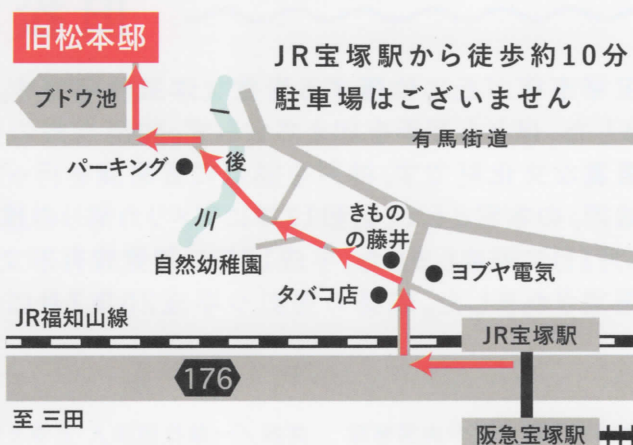 旧松本邸
JR宝塚駅から徒歩約10分
駐車場はございません
ブドウ池
有馬街道
パーキング
一後川
きもの
の藤井
自然幼稚園
ヨブヤ電気
タバコ店
JR福知山線
JR宝塚駅
176
至 三田
阪急宝塚駅